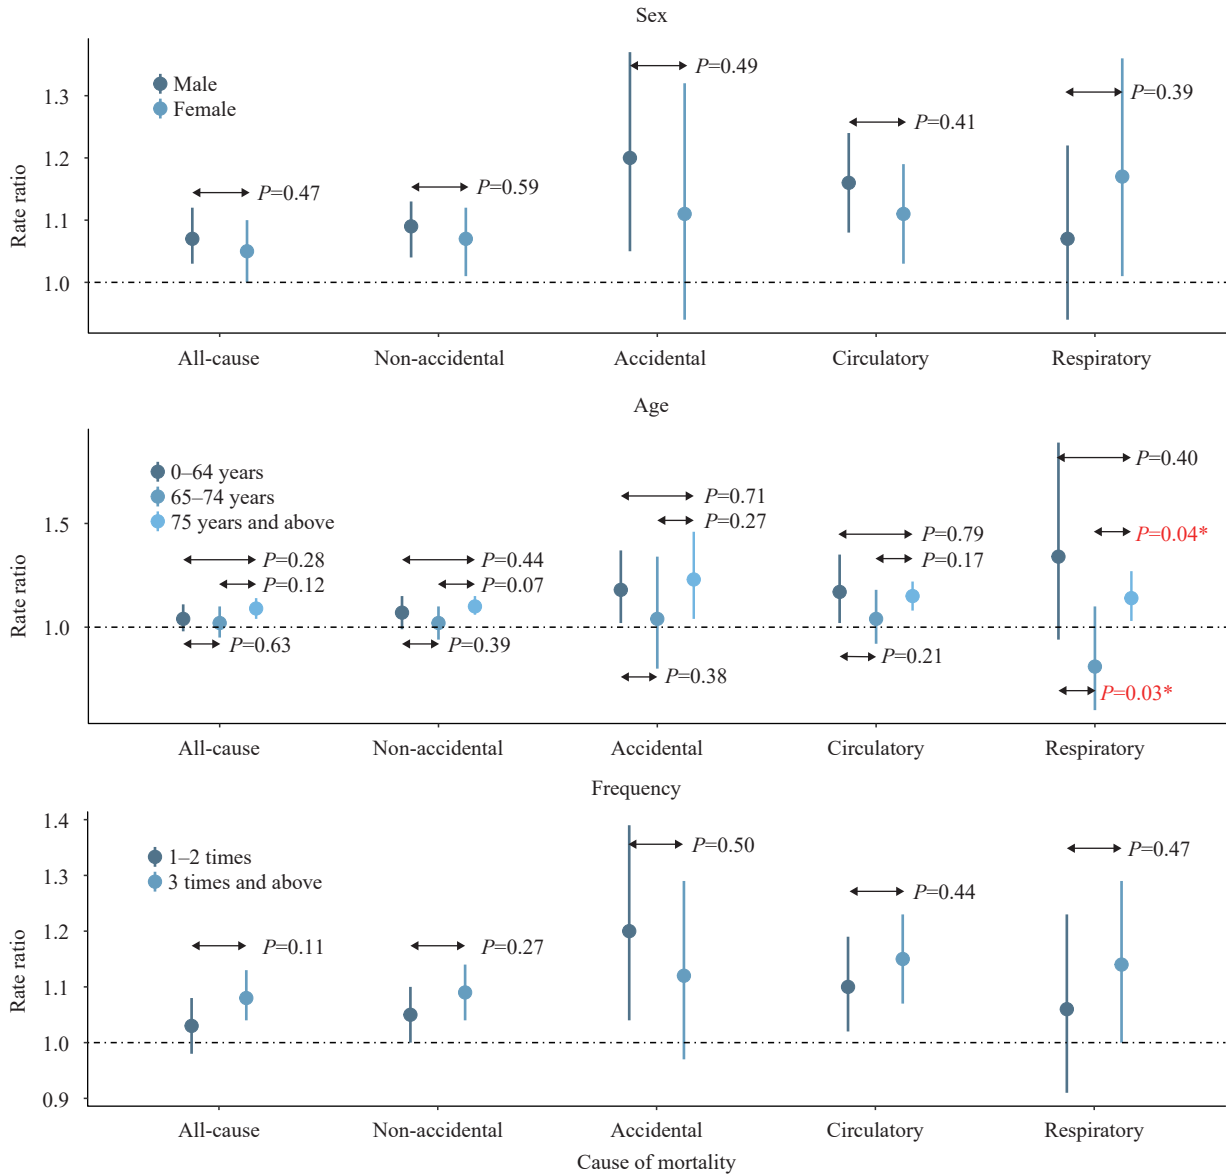 Sex
Male
Female
P=0.47
P=0.59
P=0.49
P=0.41
P=0.39
1.3
1.2
1.1
1.0
Rate ratio
All-cause Non-accidental Accidental Circulatory Respiratory
Age
0–64 years
65–74 years
75 years and above
P=0.28
P=0.12
P=0.63
P=0.44
P=0.07
P=0.39
P=0.71
P=0.27
P=0.38
P=0.79
P=0.17
P=0.21
P=0.40
P=0.04*
P=0.03*
1.5
1.0
Rate ratio
All-cause Non-accidental Accidental Circulatory Respiratory
Frequency
1–2 times
3 times and above
P=0.11
P=0.27
P=0.50
P=0.44
P=0.47
1.4
1.3
1.2
1.1
1.0
0.9
Rate ratio
All-cause Non-accidental Accidental Circulatory Respiratory
Cause of mortality